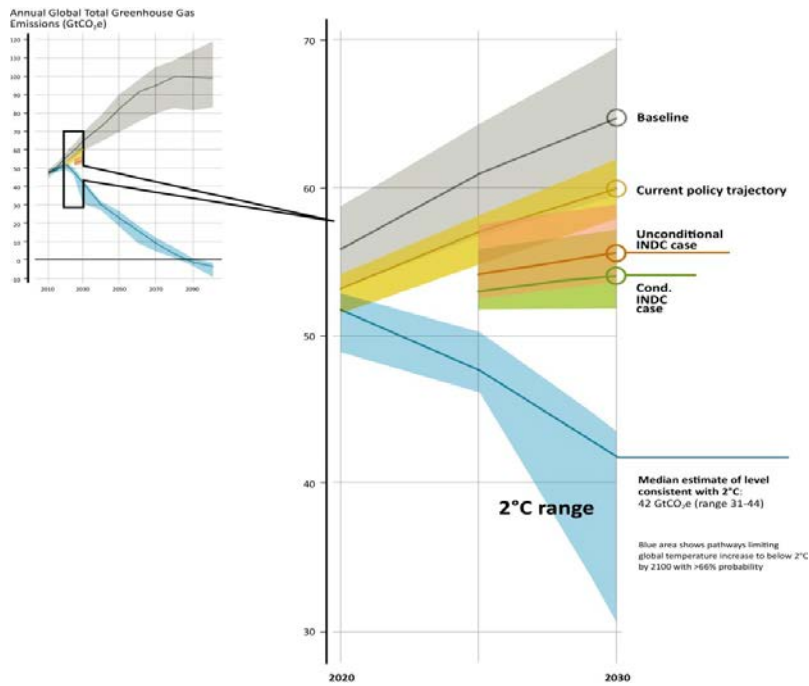 Annual Global Total Greenhouse Gas
Emissions (GtCO₂e)
120
110
100
90
80
70
60
50
40
30
20
10
0
10
2010
2030
2050
2070
2090
70
60
50
40
30
2020
2030
Baseline
Current policy trajectory
Unconditional
INDC case
Cond.
INDC
case
2°C range
Median estimate of level
consistent with 2°C:
42 GtCO₂e (range 31-44)
Blue area shows pathways limiting
global temperature increase to below 2°C
by 2100 with >66% probability